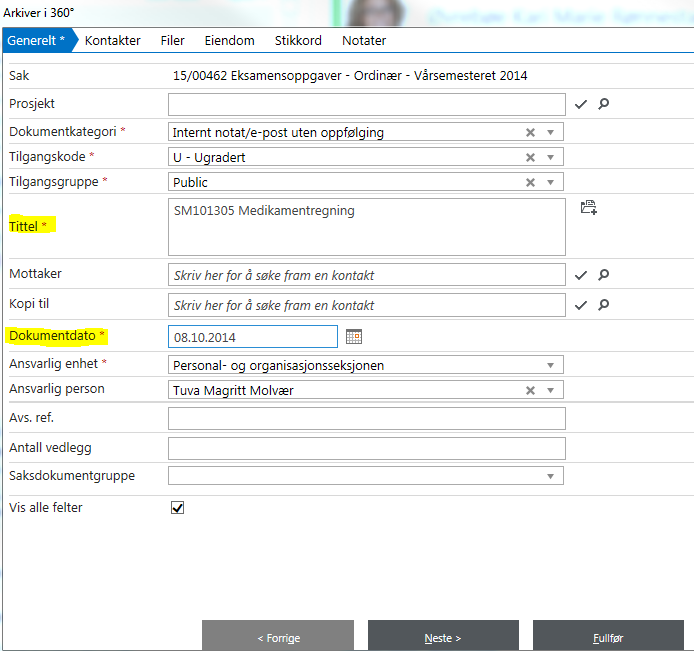 Arkiver i 360°
Generelt * Kontakter Filer Eiendom Stikkord Notater
Sak 15/00462 Eksamensoppgaver - Ordinær - Vårsemesteret 2014
Prosjekt
Dokumentkategori * Internt notat/e-post uten oppfølging
Tilgangskode * U - Ugradert
Tilgangsgruppe * Public
Tittel * SM101305 Medikamentregning
Mottaker Skriv her for å søke fram en kontakt
Kopi til Skriv her for å søke fram en kontakt
Dokumentdato * 08.10.2014
Ansvarlig enhet * Personal- og organisasjonsseksjonen
Ansvarlig person Tuva Magritt Molvær
Avs. ref.
Antall vedlegg
Saksdokumentgruppe
Vis alle felter
< Forrige Neste > Fullfør